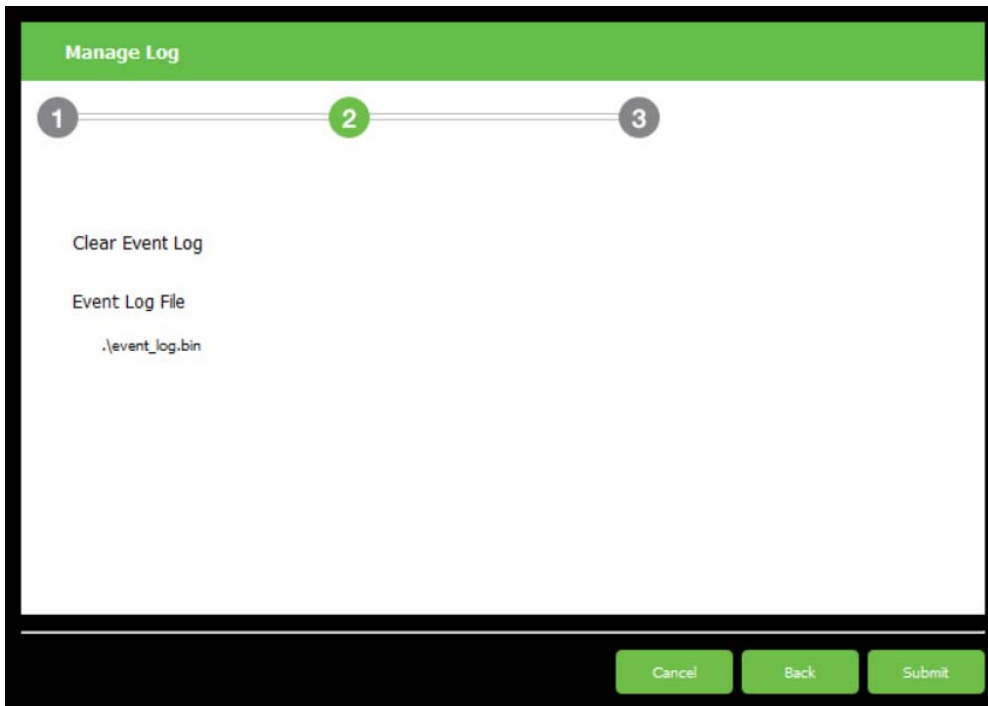 Manage Log
1 2 3
Clear Event Log
Event Log File
.\event_log.bin
Cancel Back Submit